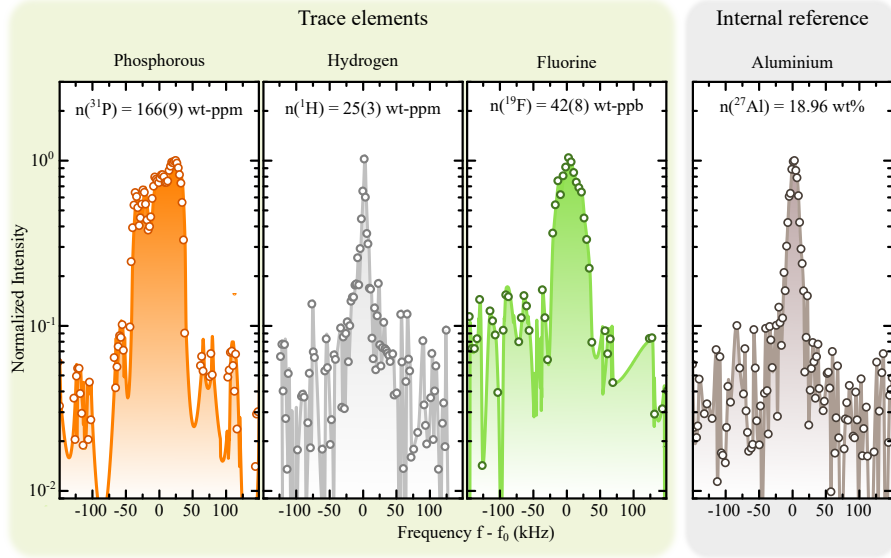 Trace elements
Internal reference
Phosphorous
Hydrogen
Fluorine
Aluminium
n(³¹P) = 166(9) wt-ppm
n(¹H) = 25(3) wt-ppm
n(¹⁹F) = 42(8) wt-ppb
n(²⁷Al) = 18.96 wt%
Normalized Intensity
10⁰
10⁻¹
10⁻²
-100 -50 0 50 100
-100 -50 0 50 100
-100 -50 0 50 100
-100 -50 0 50 100
Frequency f - f₀ (kHz)